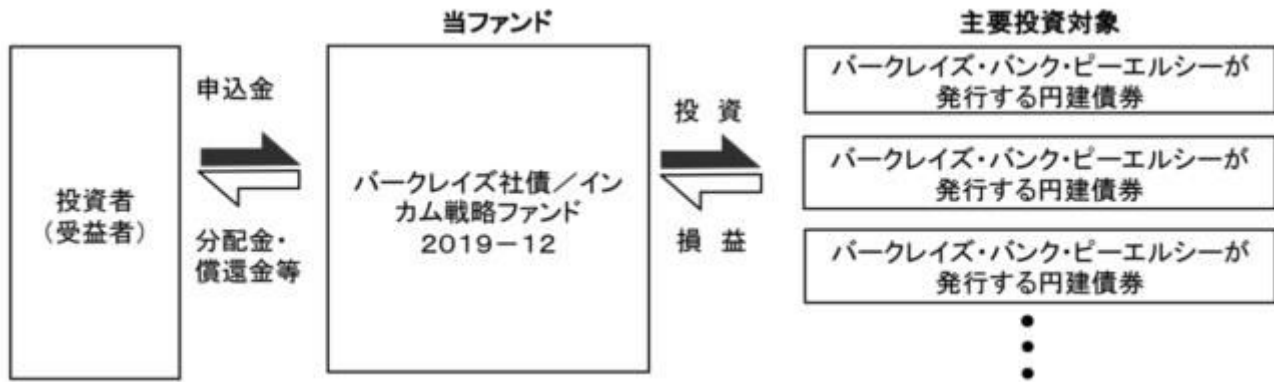 当ファンド
主要投資対象
投資者
（受益者）
申込金
分配金・
償還金等
バークレイズ社債／イン
カム戦略ファンド
２０１９－１２
投 資
損 益
バークレイズ・バンク・ピーエルシーが
発行する円建債券
バークレイズ・バンク・ピーエルシーが
発行する円建債券
バークレイズ・バンク・ピーエルシーが
発行する円建債券